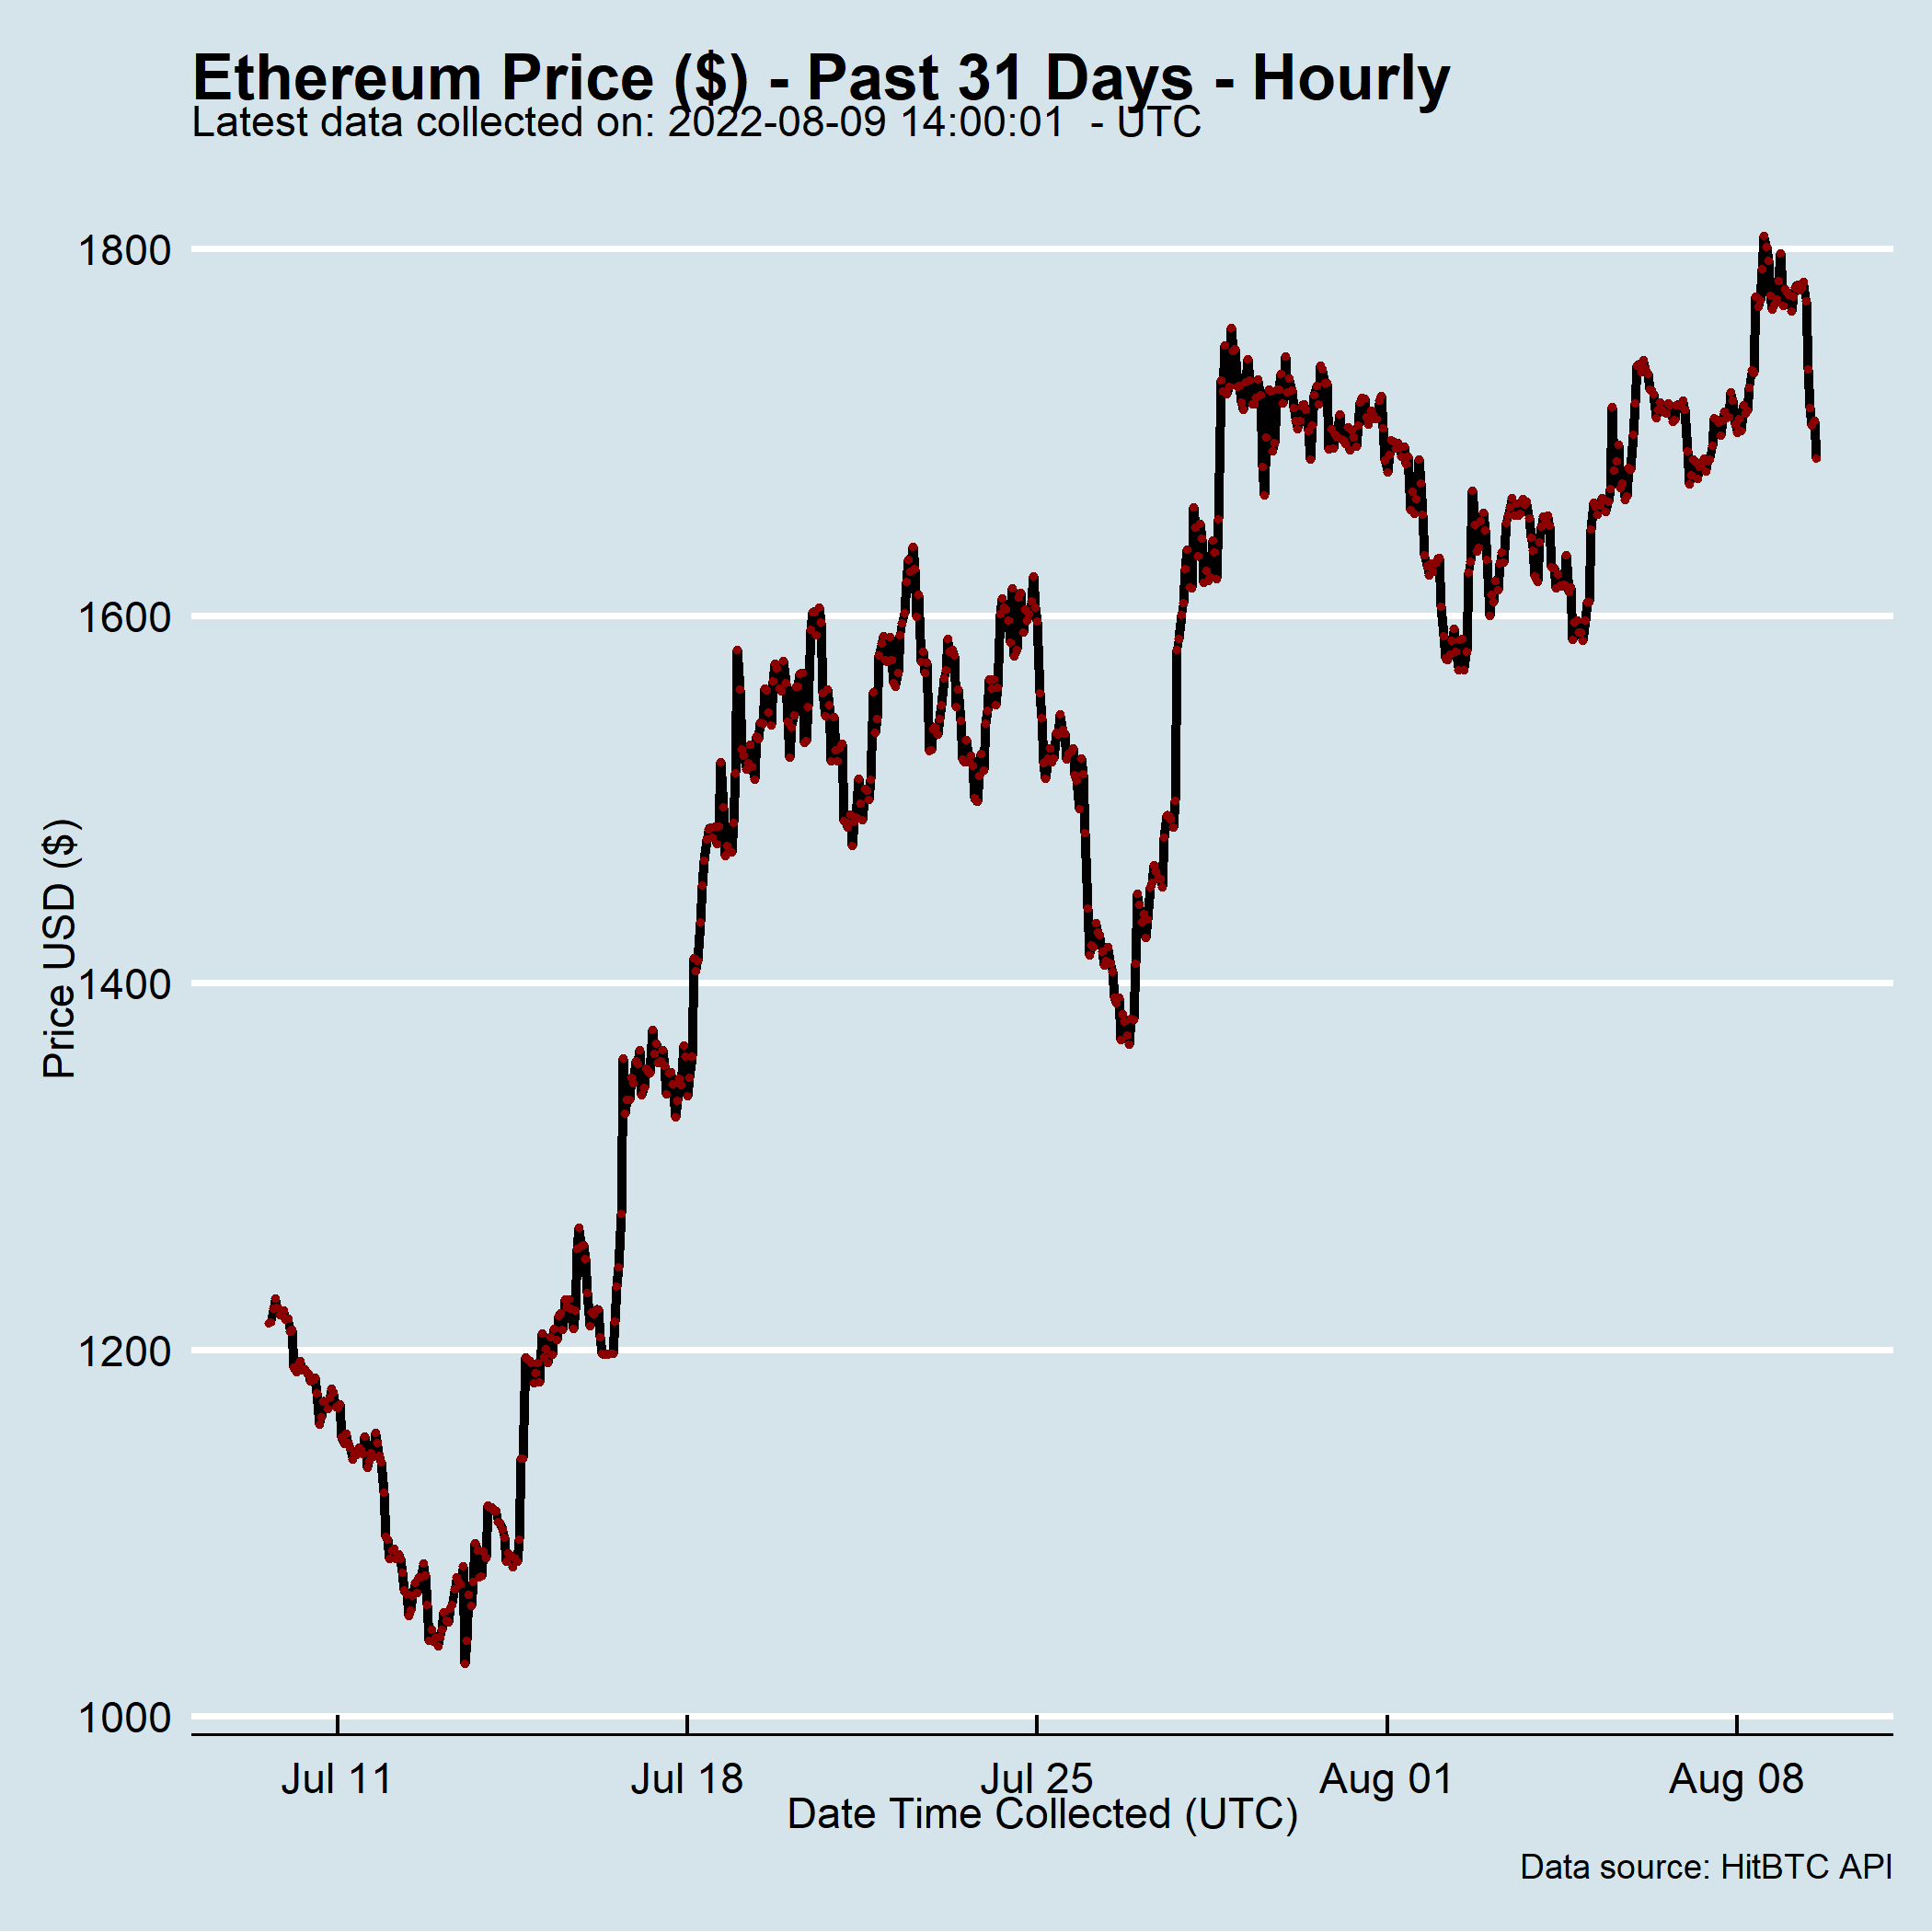 Ethereum Price ($) - Past 31 Days - Hourly
Latest data collected on: 2022-08-09 14:00:01  - UTC
1800
1600
1400
1200
1000
Price USD ($)
Jul 11
Jul 18
Jul 25
Aug 01
Aug 08
Date Time Collected (UTC)
Data source: HitBTC API